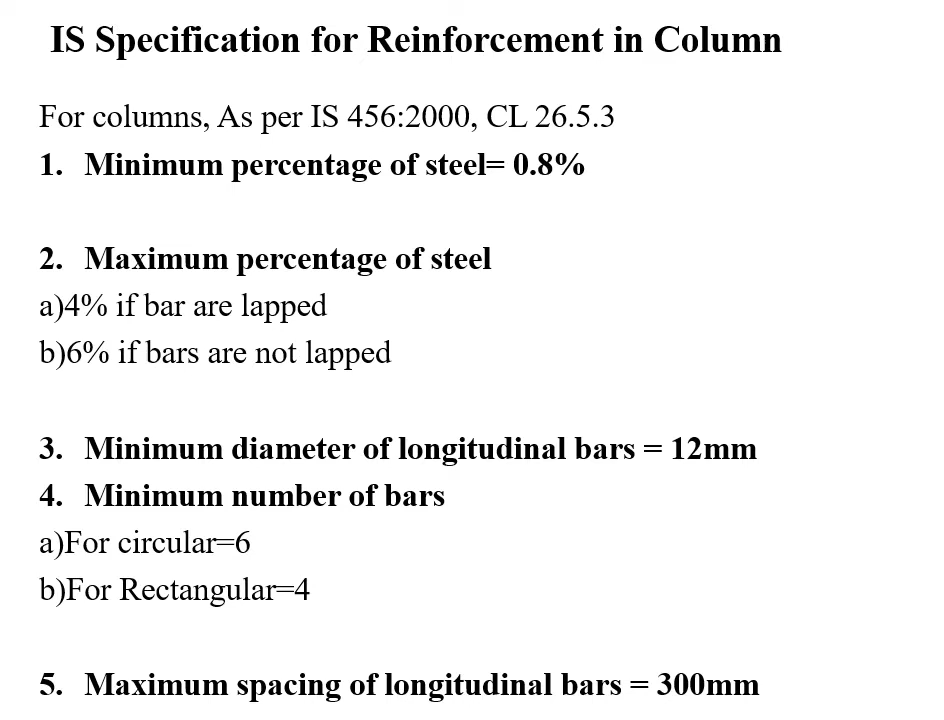 IS Specification for Reinforcement in Column
For columns, As per IS 456:2000, CL 26.5.3
1. Minimum percentage of steel= 0.8%
2. Maximum percentage of steel
a)4% if bar are lapped
b)6% if bars are not lapped
3. Minimum diameter of longitudinal bars = 12mm
4. Minimum number of bars
a)For circular=6
b)For Rectangular=4
5. Maximum spacing of longitudinal bars = 300mm